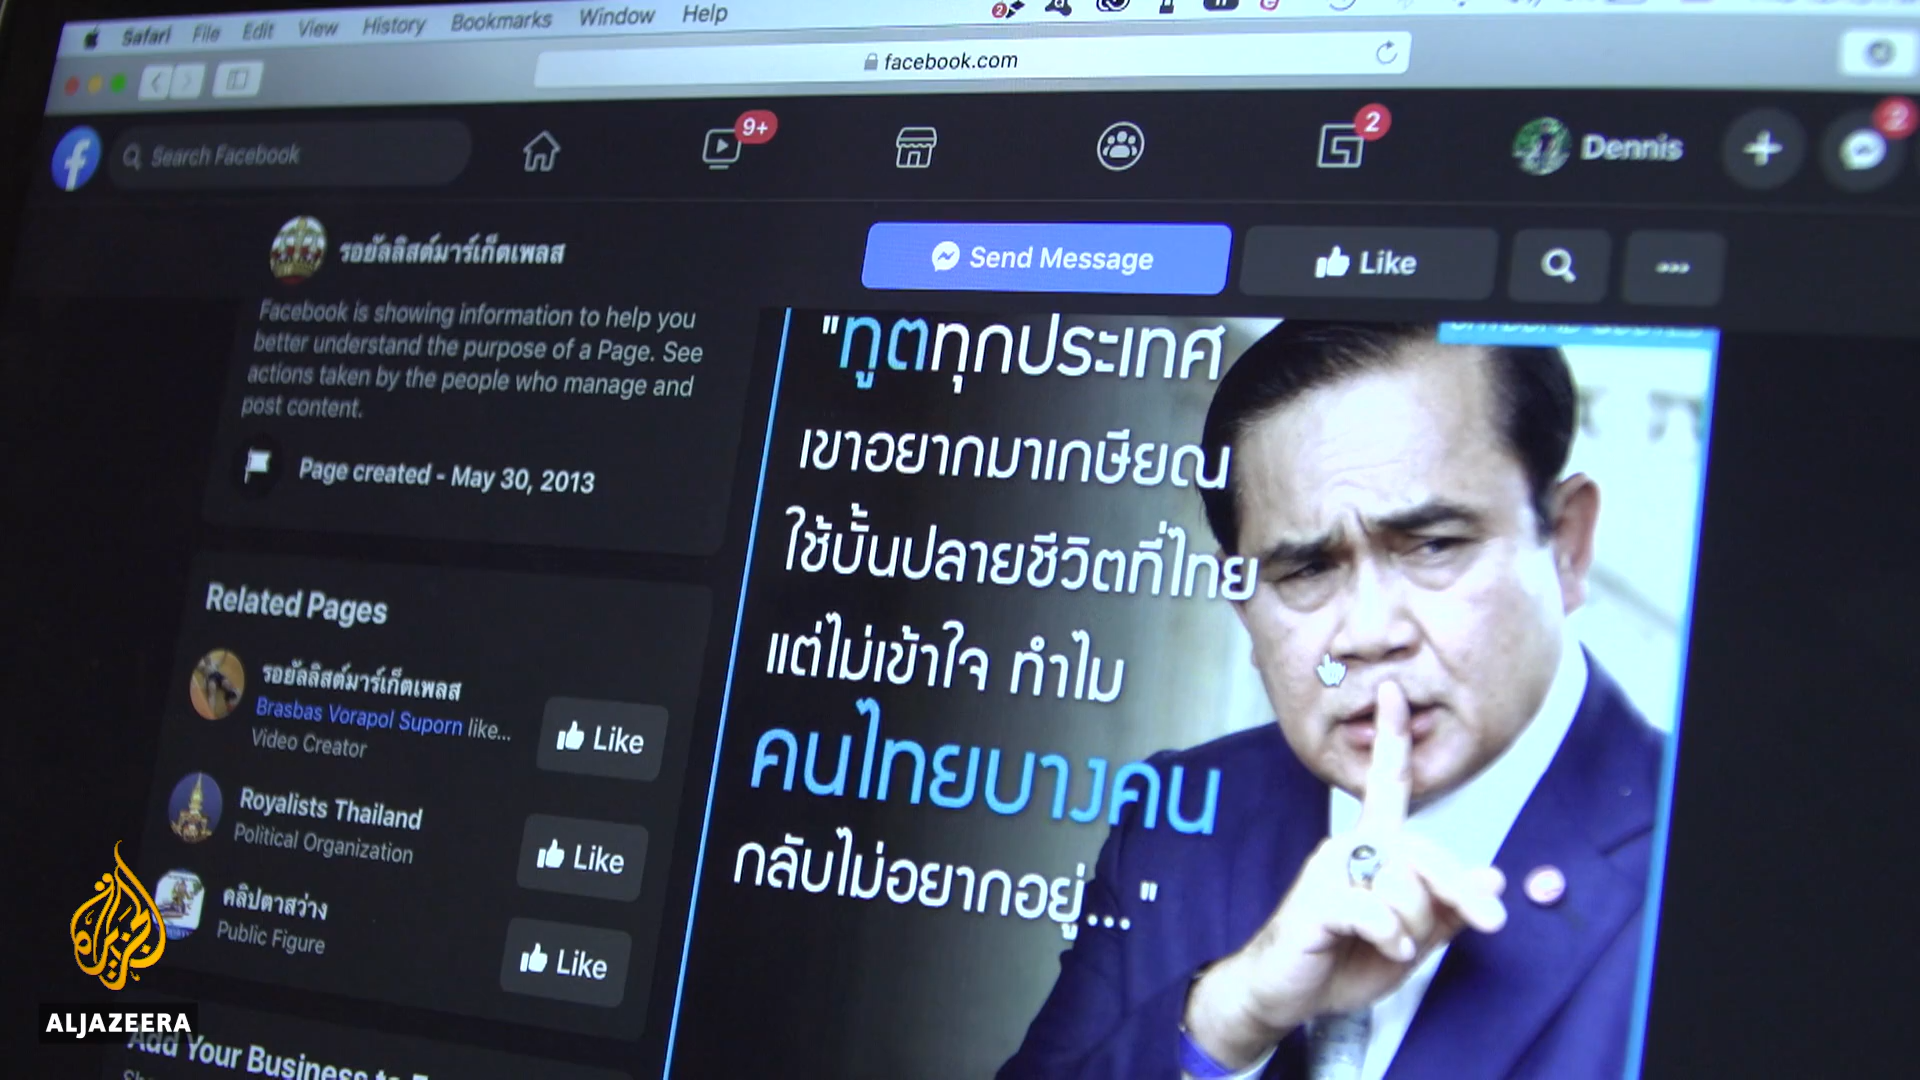 Safari File Edit View History Bookmarks Window Help
facebook.com
Search Facebook
9+
2
Dennis
2
รอยัลลิสต์มาร์เก็ตเพลส
Send Message
Like
Facebook is showing information to help you
better understand the purpose of a Page. See
actions taken by the people who manage and
post content.
Page created - May 30, 2013
Related Pages
รอยัลลิสต์มาร์เก็ตเพลส
Brasbas Vorapol Suporn like...
Video Creator
Like
Royalists Thailand
Political Organization
Like
คลิปตาสว่าง
Public Figure
Like
Add Your Business to
"ทูตทุกประเทศ
เขาอยากมาเกษียณ
ใช้บั้นปลายชีวิตที่ไทย
แต่ไม่เข้าใจ ทำไม
คนไทยบางคน
กลับไม่อยากอยู่..."
ALJAZEERA